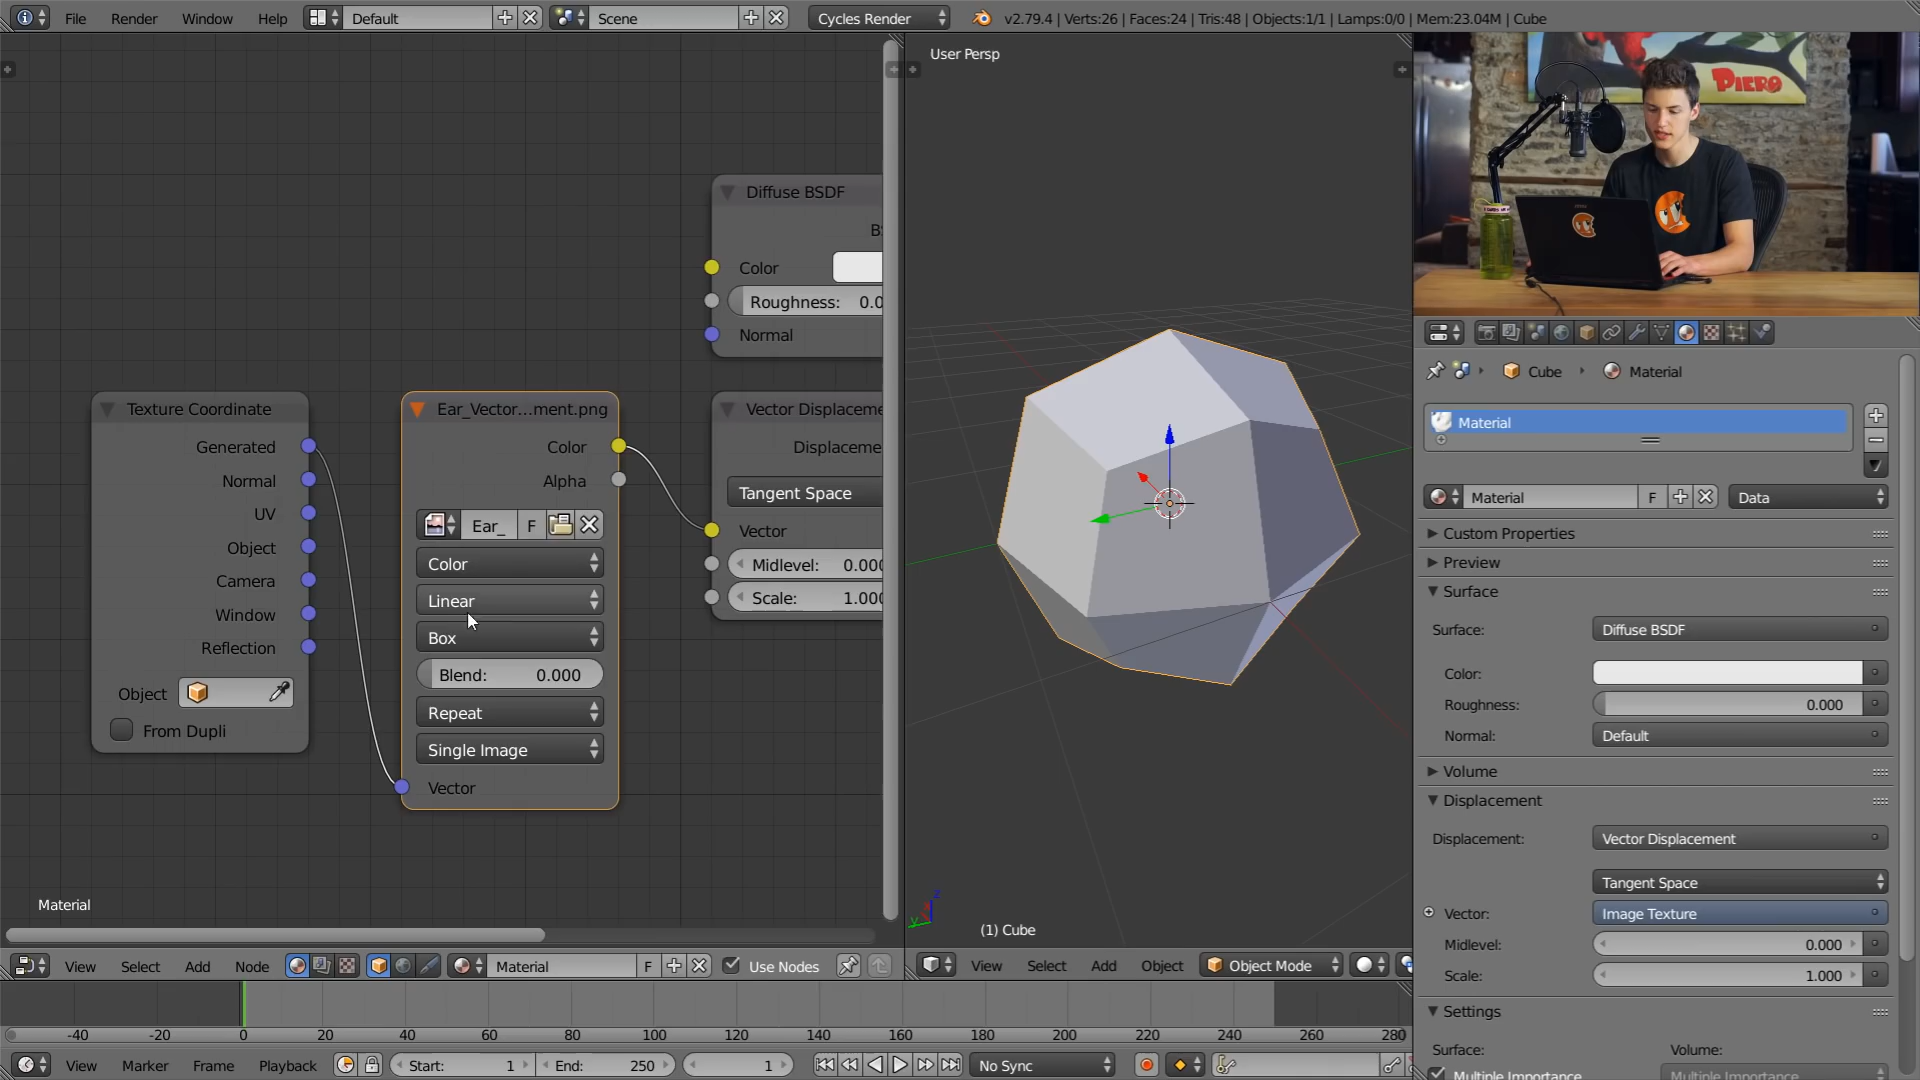 File Render Window Help Default Scene Cycles Render v2.79.4 | Verts:26 | Faces:24 | Tris:48 | Objects:1/1 | Lamps:0/0 | Mem:23.04M | Cube
User Persp
PIERO
Diffuse BSDF
Color
Roughness: 0.0
Normal
Texture Coordinate
Generated
Normal
UV
Object
Camera
Window
Reflection
Object
From Dupli
Ear_Vector...ment.png
Color
Alpha
Ear_ F
Color
Linear
Box
Blend: 0.000
Repeat
Single Image
Vector
Vector Displaceme
Displaceme
Tangent Space
Vector
Midlevel: 0.000
Scale: 1.000
Material
(1) Cube
Cube Material
Material
Material F Data
Custom Properties
Preview
Surface
Surface: Diffuse BSDF
Color:
Roughness: 0.000
Normal: Default
Volume
Displacement
Displacement: Vector Displacement
Tangent Space
Vector: Image Texture
Midlevel: 0.000
Scale: 1.000
Settings
Surface: Volume:
Multiple Importance Multiple Importance
View Select Add Node Material F Use Nodes
View Select Add Object Object Mode
-40 -20 0 20 40 60 80 100 120 140 160 180 200 220 240 260 280
View Marker Frame Playback Start: 1 End: 250 1 No Sync